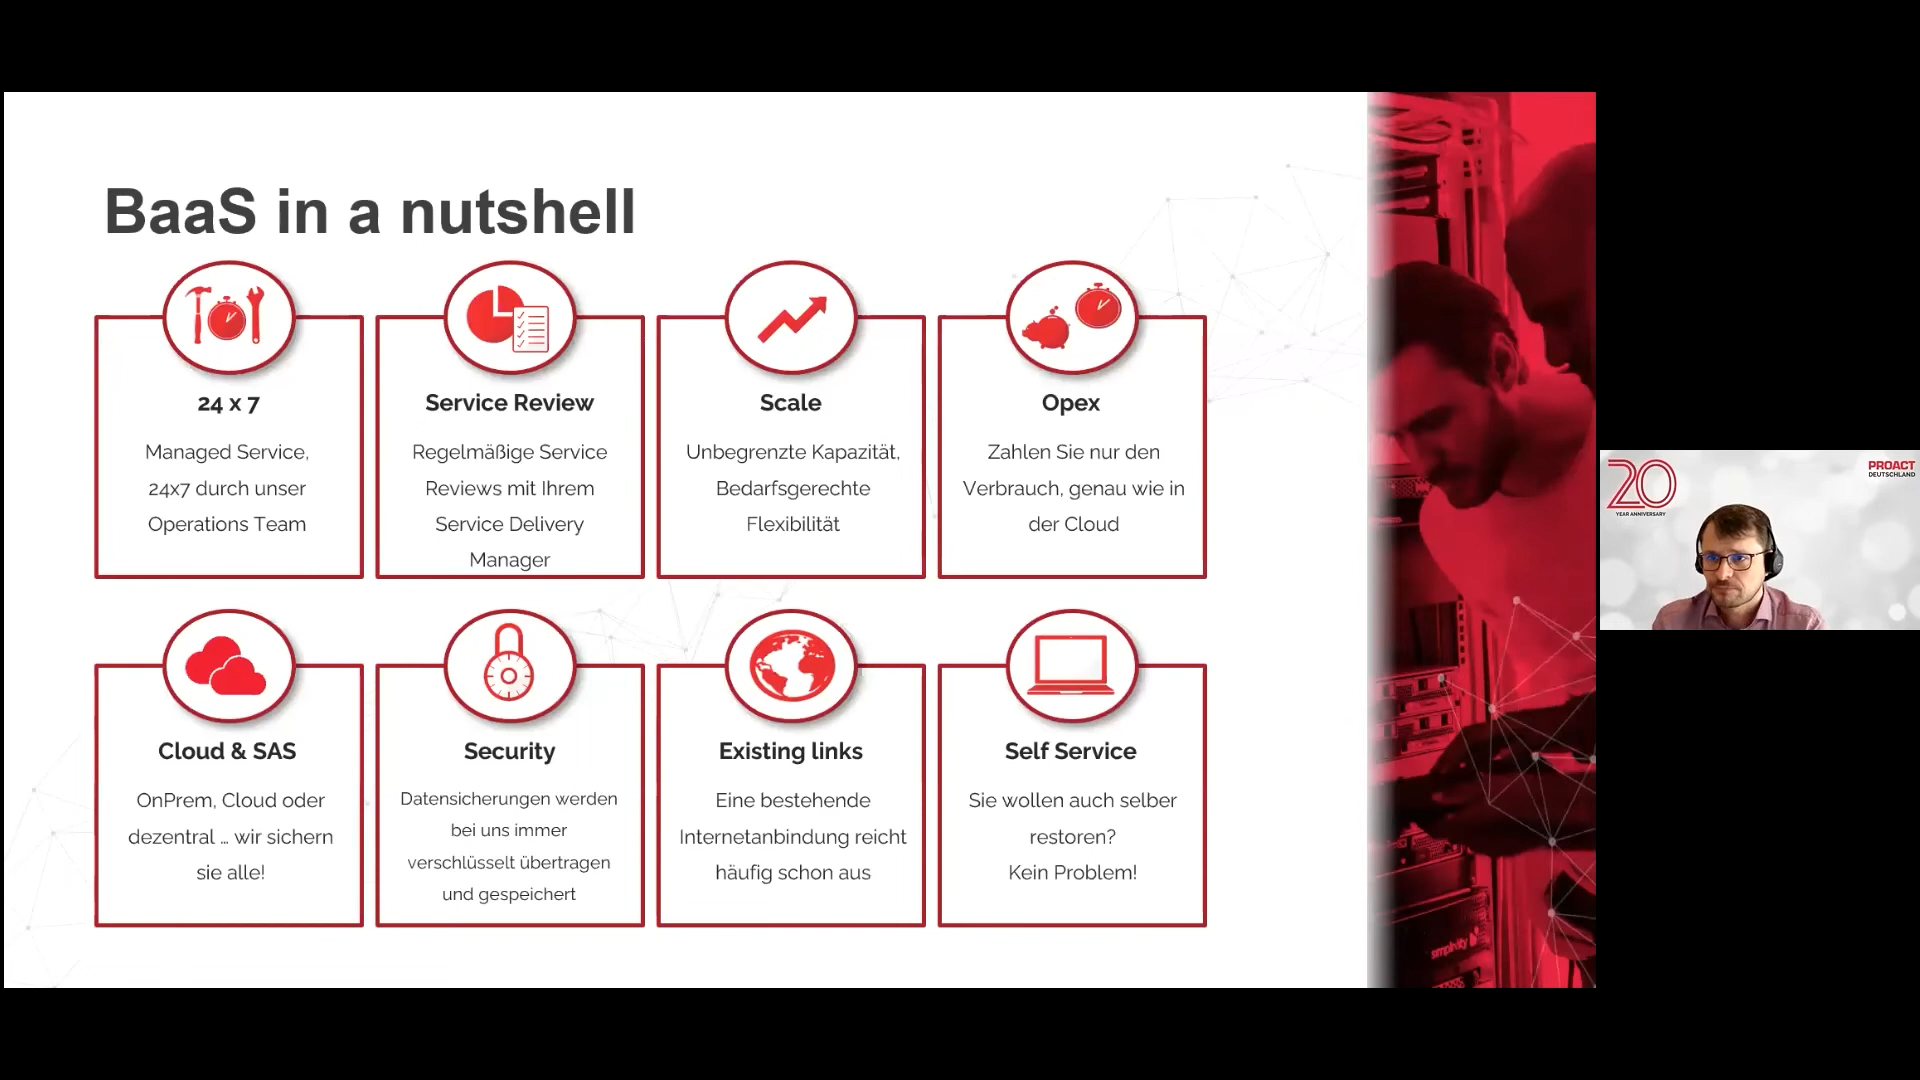 BaaS in a nutshell
24 x 7
Managed Service,
24x7 durch unser
Operations Team
Service Review
Regelmäßige Service
Reviews mit Ihrem
Service Delivery
Manager
Scale
Unbegrenzte Kapazität,
Bedarfsgerechte
Flexibilität
Opex
Zahlen Sie nur den
Verbrauch, genau wie in
der Cloud
Cloud & SAS
OnPrem, Cloud oder
dezentral … wir sichern
sie alle!
Security
Datensicherungen werden
bei uns immer
verschlüsselt übertragen
und gespeichert
Existing links
Eine bestehende
Internetanbindung reicht
häufig schon aus
Self Service
Sie wollen auch selber
restoren?
Kein Problem!
simplivity
20
YEAR ANNIVERSARY
PROACT
DEUTSCHLAND